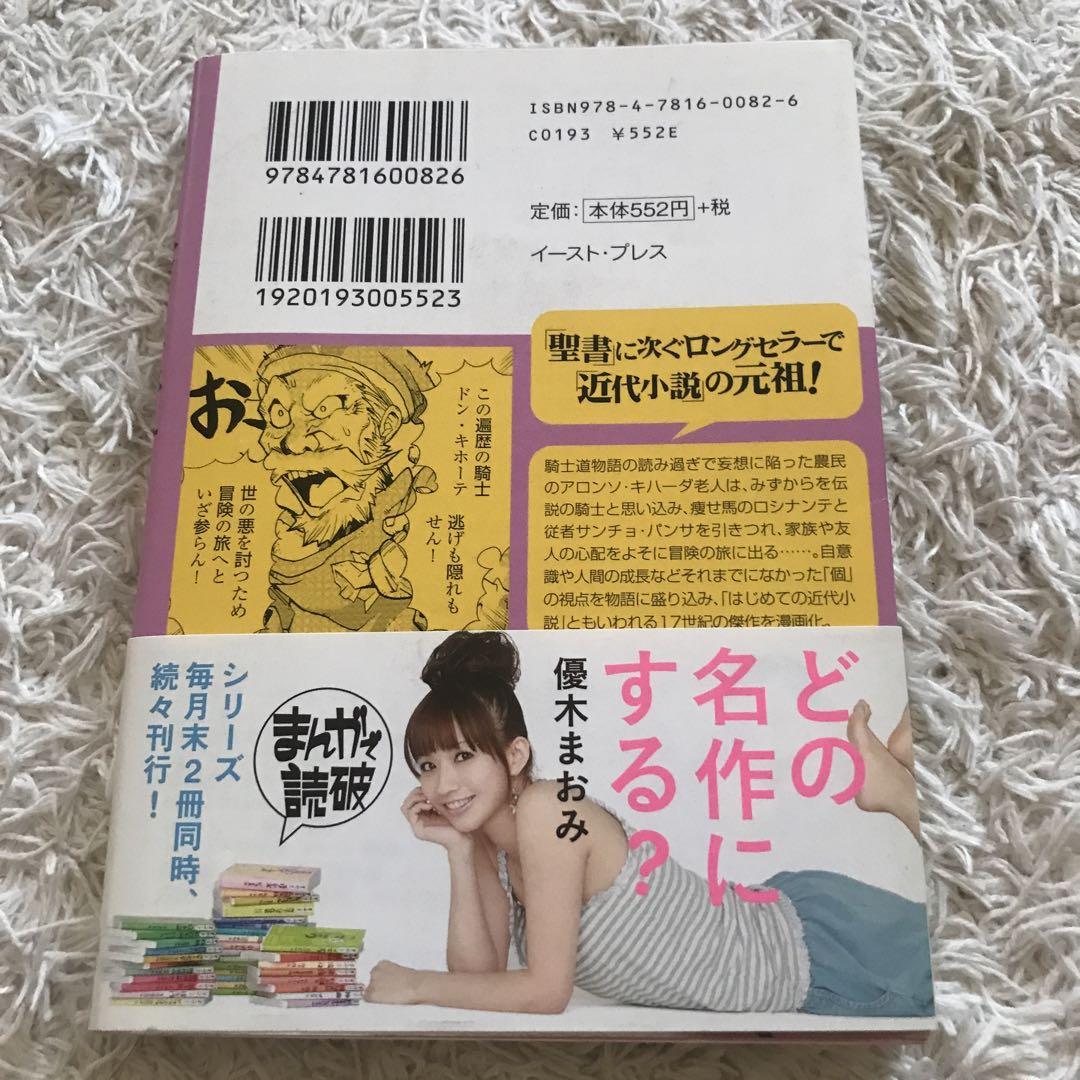 ISBN978-4-7816-0082-6
C0193 ¥552E
9784781600826
定価:本体552円+税
イースト・プレス
1920193005523
「聖書」に次ぐロングセラーで
「近代小説」の元祖!
お、
この遍歴の騎士
ドン・キホーテ
逃げも隠れも
せん!
世の悪を討つため
冒険の旅へと
いざ参らん!
騎士道物語の読み過ぎで妄想に陥った農民
のアロンソ・キハーダ老人は、みずからを伝
説の騎士と思い込み、痩せ馬のロシナンテと
従者サンチョ・パンサを引きつれ、家族や友
人の心配をよそに冒険の旅に出る……。自意
識や人間の成長などそれまでになかった「個」
の視点を物語に盛り込み、「はじめての近代小
説」ともいわれる17世紀の傑作を漫画化。
どの
名作に
する?
優木まおみ
まんがで
読破
シリーズ
毎月末2冊同時、
続々刊行!